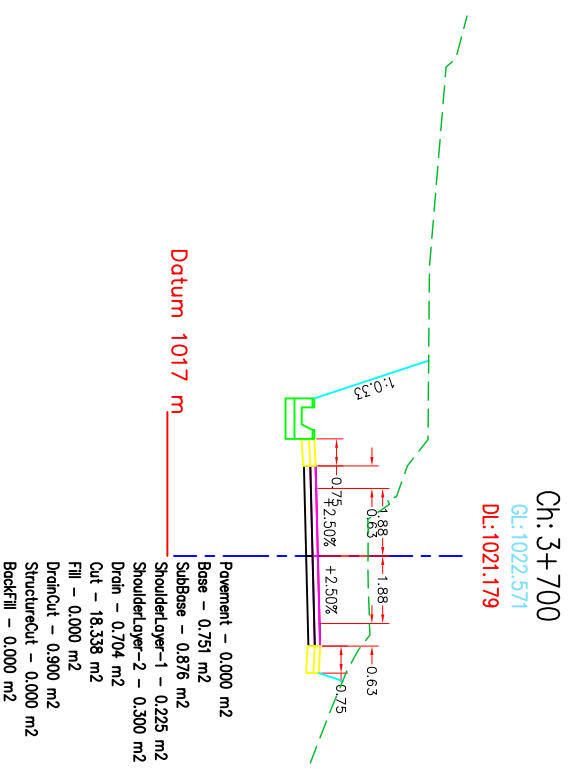 Ch: 3+700
GL:1022.571
DL:1021.179
1:0.33
0.75
0.63
1.88
1.88
0.63
0.75
+2.50%
+2.50%
Datum 1017 m
Pavement - 0.000 m2
Base - 0.751 m2
SubBase - 0.876 m2
ShoulderLayer-1 - 0.225 m2
ShoulderLayer-2 - 0.300 m2
Drain - 0.704 m2
Cut - 18.338 m2
Fill - 0.000 m2
DrainCut - 0.900 m2
StructureCut - 0.000 m2
BackFill - 0.000 m2